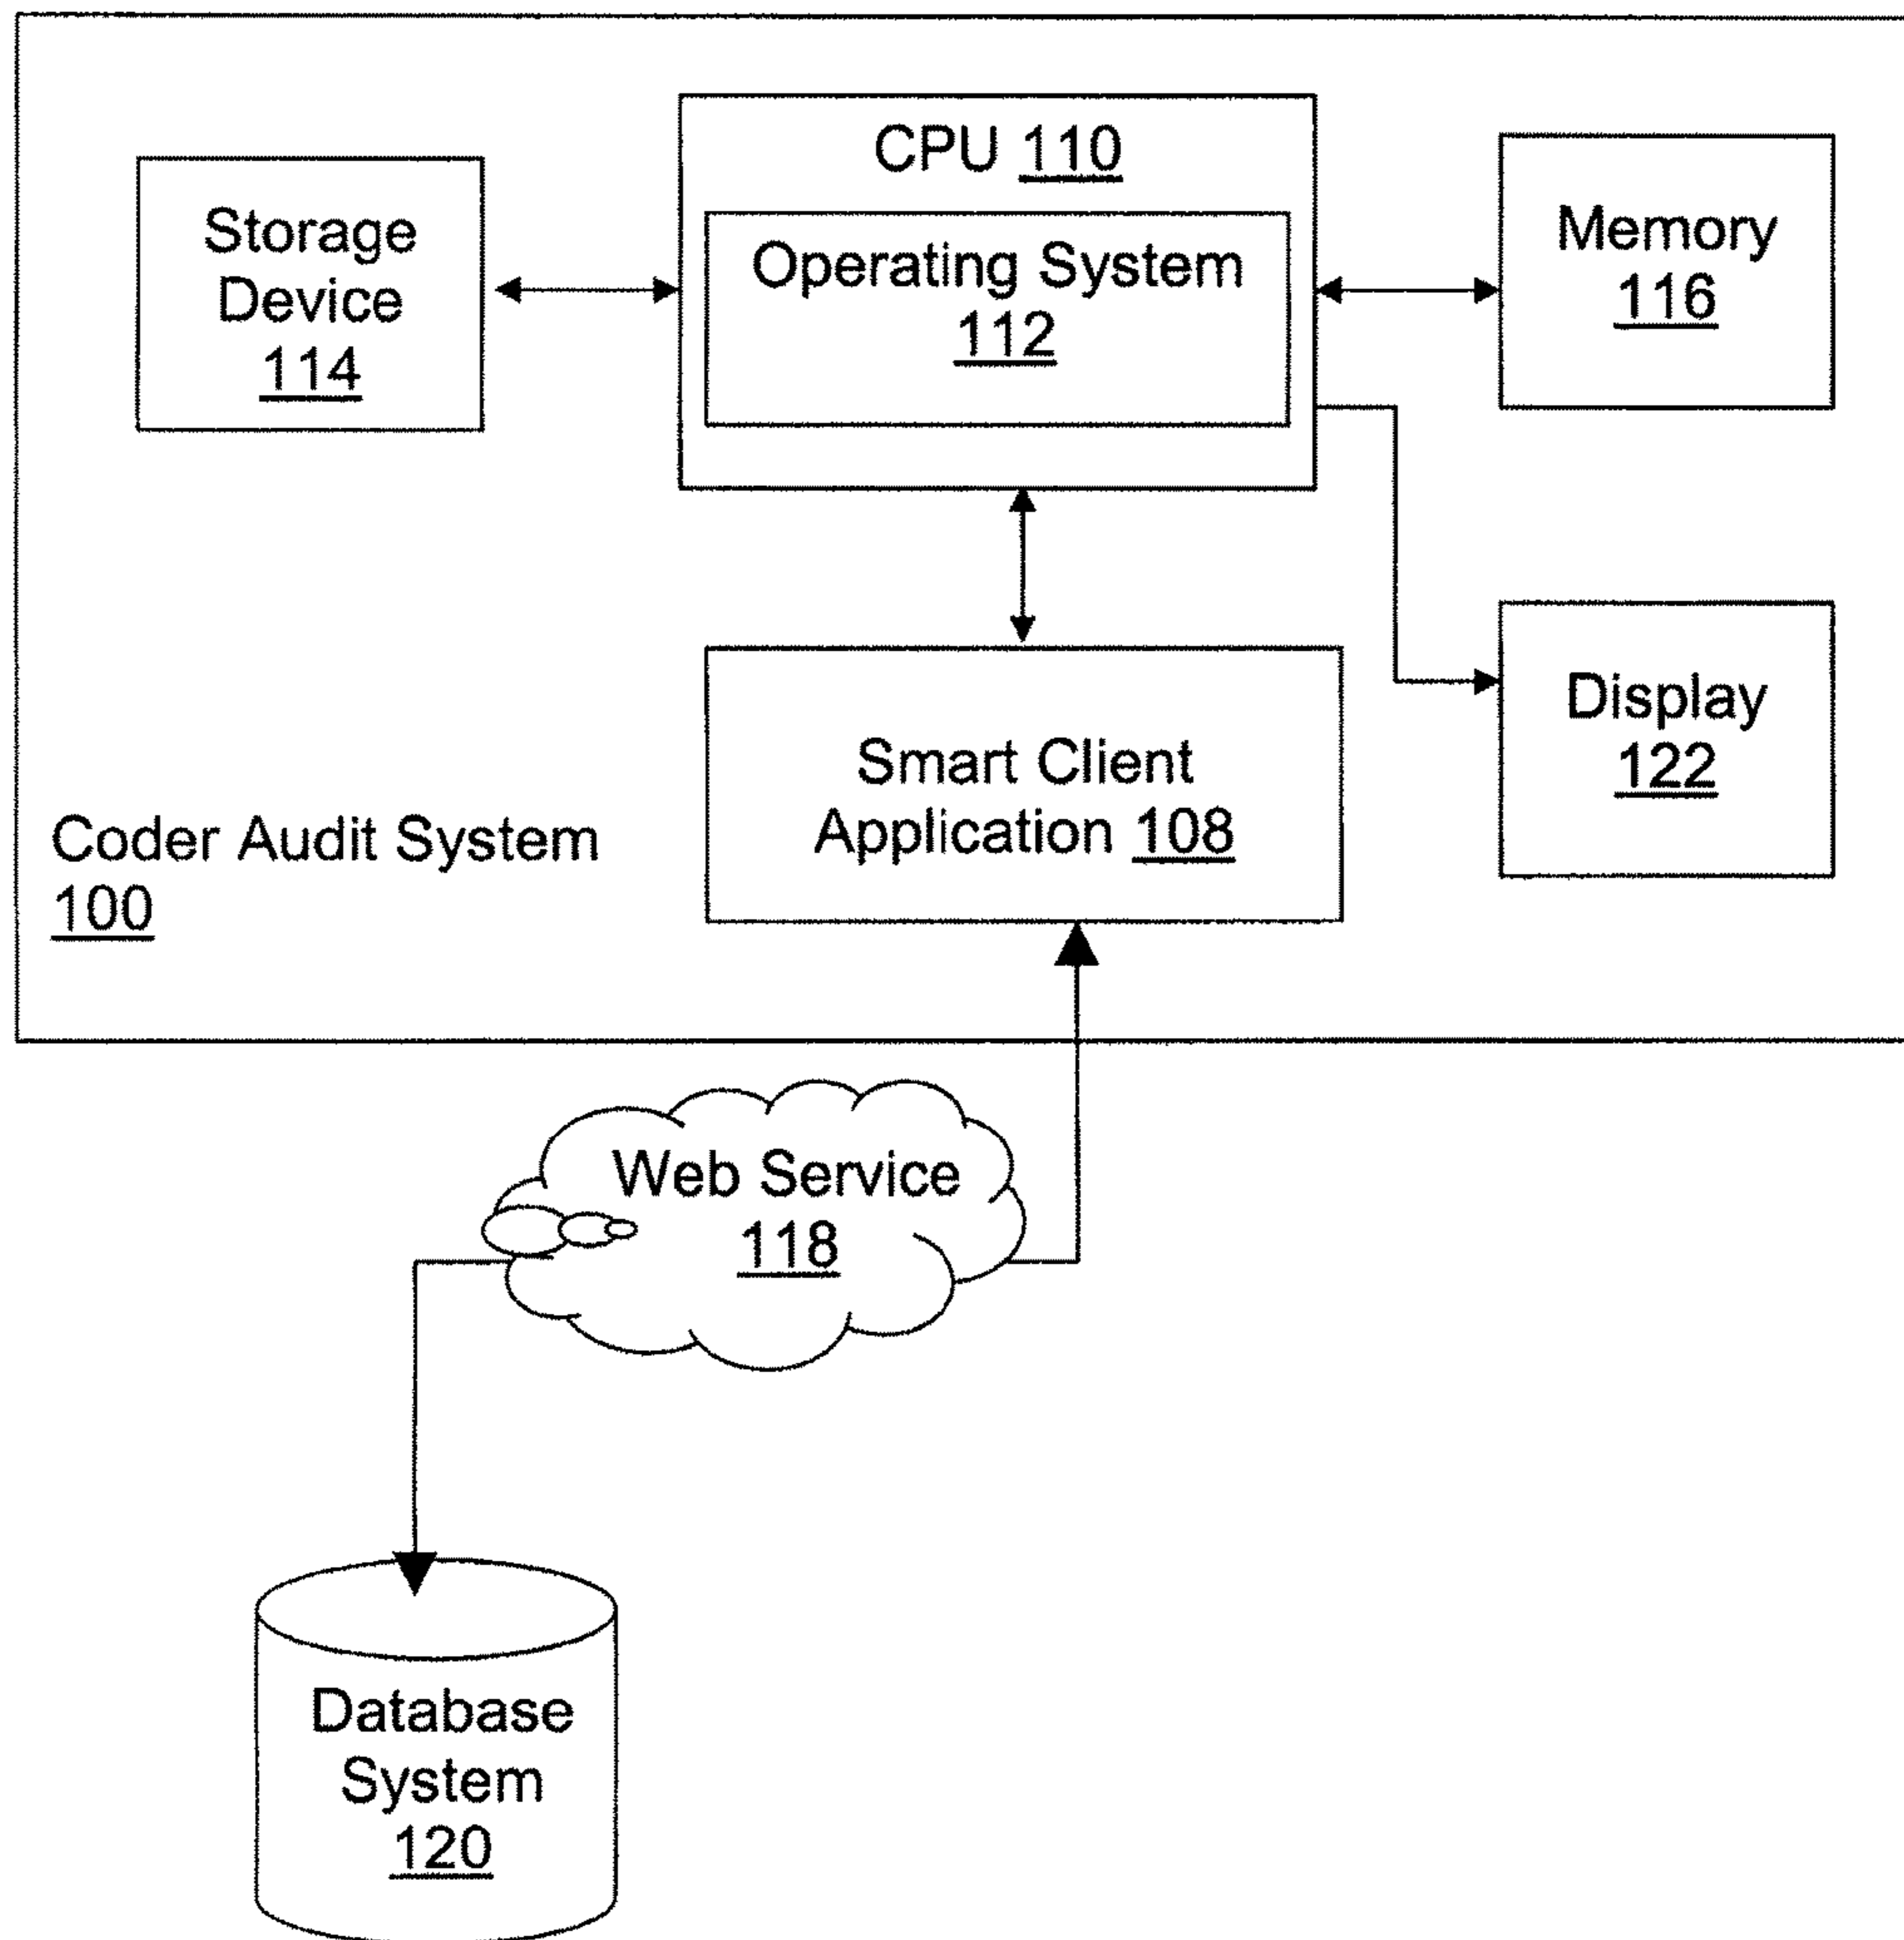 CPU 110
Storage
Device
114
Operating System
112
Memory
116
Smart Client
Application 108
Display
122
Coder Audit System
100
Web Service
118
Database
System
120